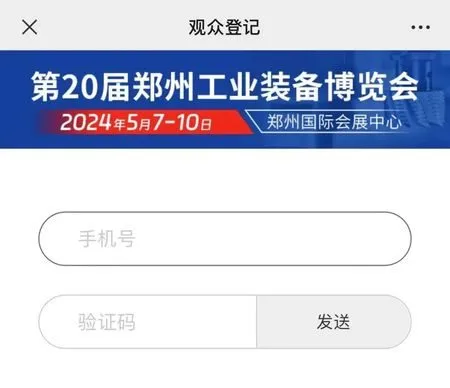 观众登记
第20届郑州工业装备博览会
2024年5月7-10日 郑州国际会展中心
手机号
验证码 发送